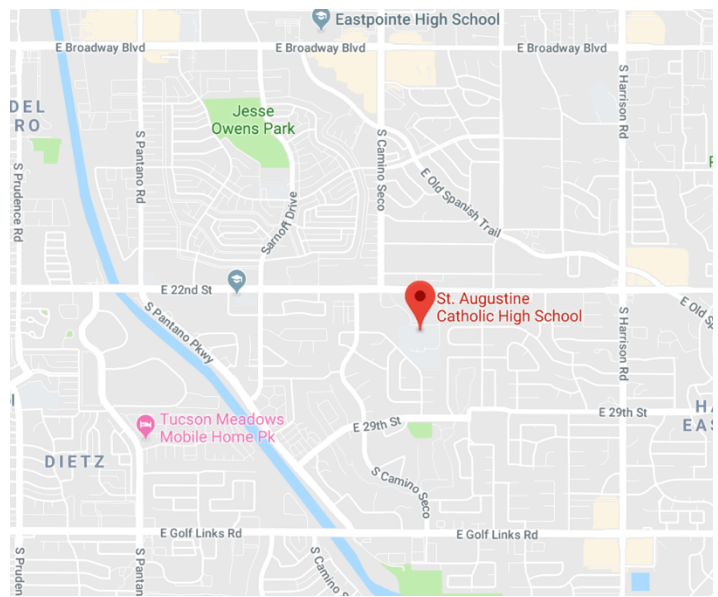 Eastpointe High School
E Broadway Blvd
E Broadway Blvd
E Broadway Blvd
DEL
RO
Jesse
Owens Park
S Prudence Rd
S Pantano Rd
Sarnoff Drive
S Camino Seco
E Old Spanish Trail
S Harrison Rd
E 22nd St
St. Augustine
Catholic High School
E Old Spa
S Pantano Pkwy
S Harrison Rd
Tucson Meadows
Mobile Home Pk
E 29th St
E 29th St
HA
EAS
DIETZ
S Camino Seco
E Golf Links Rd
E Golf Links Rd
S Pruden
S Pantan
S Camino S